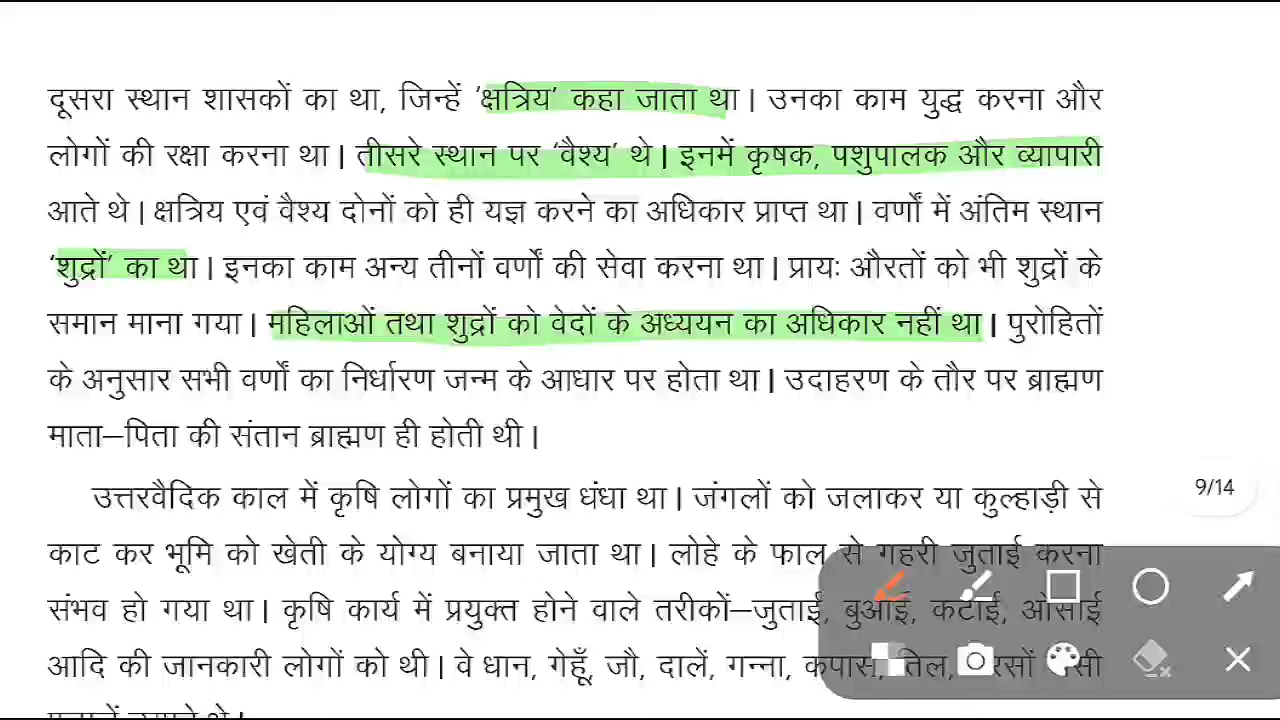 दूसरा स्थान शासकों का था, जिन्हें 'क्षत्रिय' कहा जाता था | उनका काम युद्ध करना और
लोगों की रक्षा करना था | तीसरे स्थान पर 'वैश्य' थे | इनमें कृषक, पशुपालक और व्यापारी
आते थे | क्षत्रिय एवं वैश्य दोनों को ही यज्ञ करने का अधिकार प्राप्त था | वर्णों में अंतिम स्थान
'शुद्रों' का था | इनका काम अन्य तीनों वर्णों की सेवा करना था | प्रायः औरतों को भी शुद्रों के
समान माना गया | महिलाओं तथा शुद्रों को वेदों के अध्ययन का अधिकार नहीं था | पुरोहितों
के अनुसार सभी वर्णों का निर्धारण जन्म के आधार पर होता था | उदाहरण के तौर पर ब्राह्मण
माता–पिता की संतान ब्राह्मण ही होती थी |
उत्तरवैदिक काल में कृषि लोगों का प्रमुख धंधा था | जंगलों को जलाकर या कुल्हाड़ी से
9/14
काट कर भूमि को खेती के योग्य बनाया जाता था | लोहे के फाल से गहरी जुताई करना
संभव हो गया था | कृषि कार्य में प्रयुक्त होने वाले तरीकों–जुताई, बुआई, कटाई, ओसाई
आदि की जानकारी लोगों को थी | वे धान, गेहूँ, जौ, दालें, गन्ना, कपास, तिल,